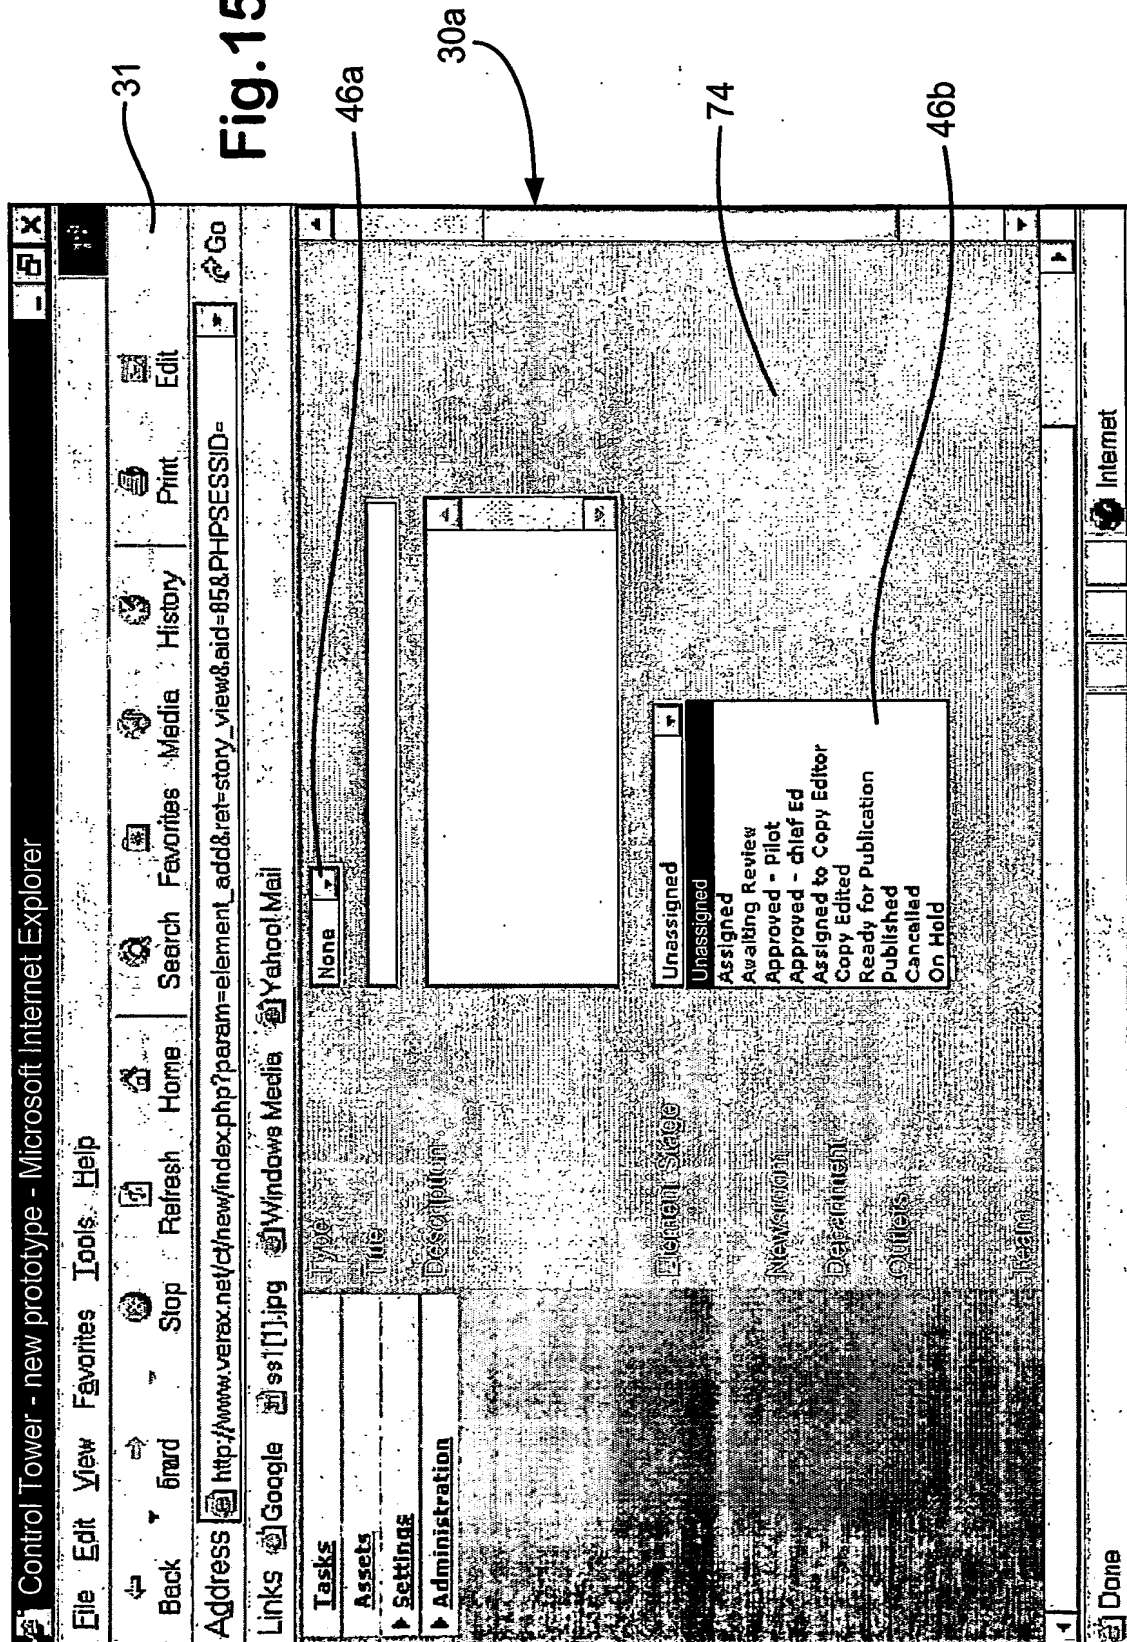 Control Tower - new prototype - Microsoft Internet Explorer
File Edit View Favorites Tools Help
Back Stop Refresh Home Search Favorites Media History Print Edit
Address http://www.verax.net/ct/new/index.php?param=element_add&ret=story_view&aid=85&PHPSESSID= Go
Links Google ss1[1].jpg Windows Media Yahoo! Mail
Tasks
Assets
Settings
Administration
Type None
Title
Description
Element Stage Unassigned
Unassigned
Assigned
Awaiting Review
Approved - Pilot
Approved - chief Ed
Assigned to Copy Editor
Copy Edited
Ready for Publication
Published
Cancelled
On Hold
Newsroom
Department
Outlets
Team
Done Internet
31
Fig.15
46a
30a
74
46b